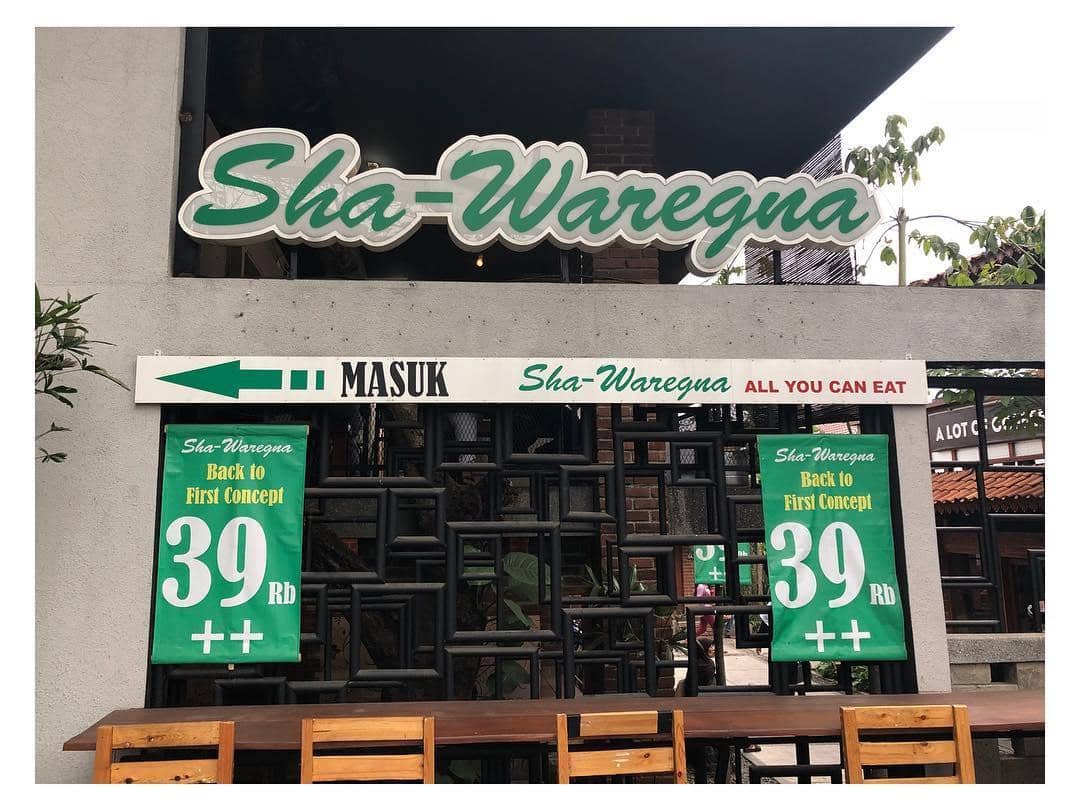 Sha-Waregna
MASUK Sha-Waregna ALL YOU CAN EAT
Sha-Waregna
Back to
First Concept
39 Rb
++
Sha-Waregna
Back to
First Concept
39 Rb
++
++
A LOT OF